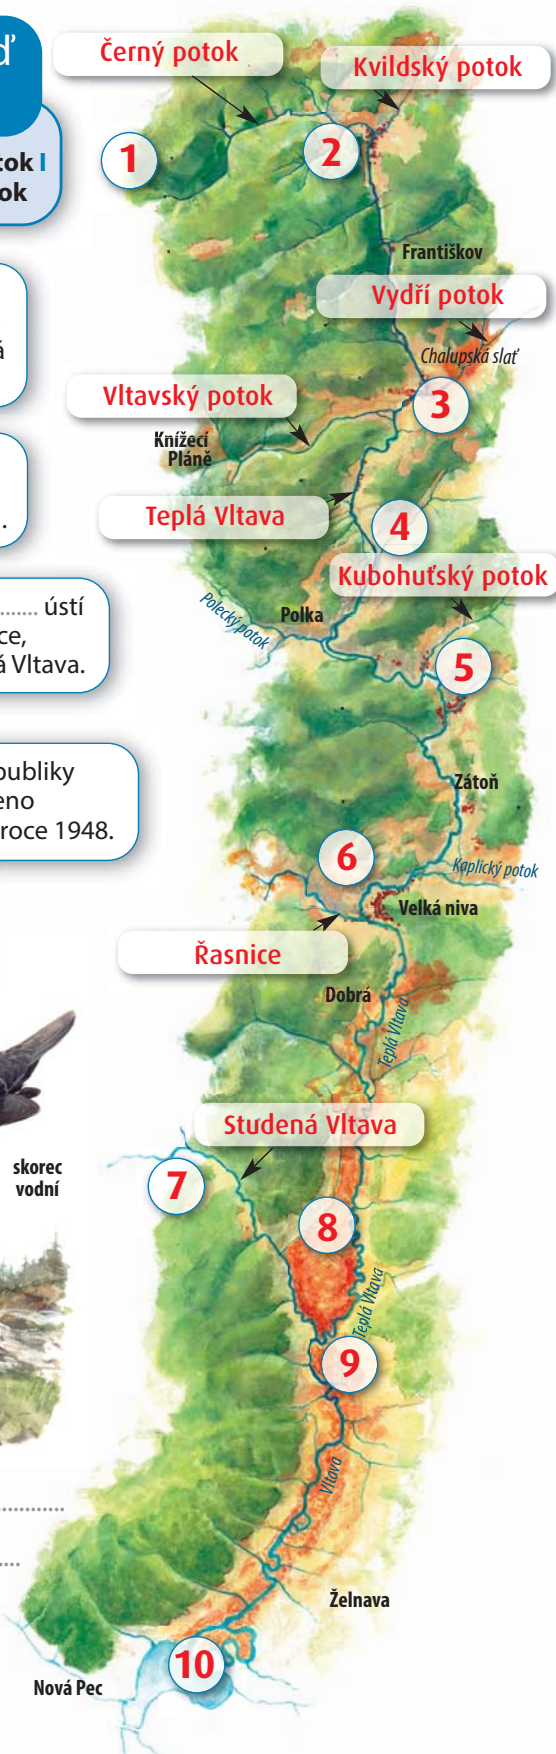 ď
tok I
ok
á
.
........ ústí
ce,
á Vltava.
publiky
eno
roce 1948.
skorec
vodní
.............
.....
Černý potok
Kvildský potok
1
2
Františkov
Vydří potok
Chalupská slať
3
Vltavský potok
Knížecí
Pláně
Teplá Vltava
4
Kubohuťský potok
Polecký potok
Polka
5
Zátoň
6
Kaplický potok
Velká niva
Řasnice
Dobrá
Teplá Vltava
Studená Vltava
7
8
Teplá Vltava
9
Vltava
Želnava
10
Nová Pec